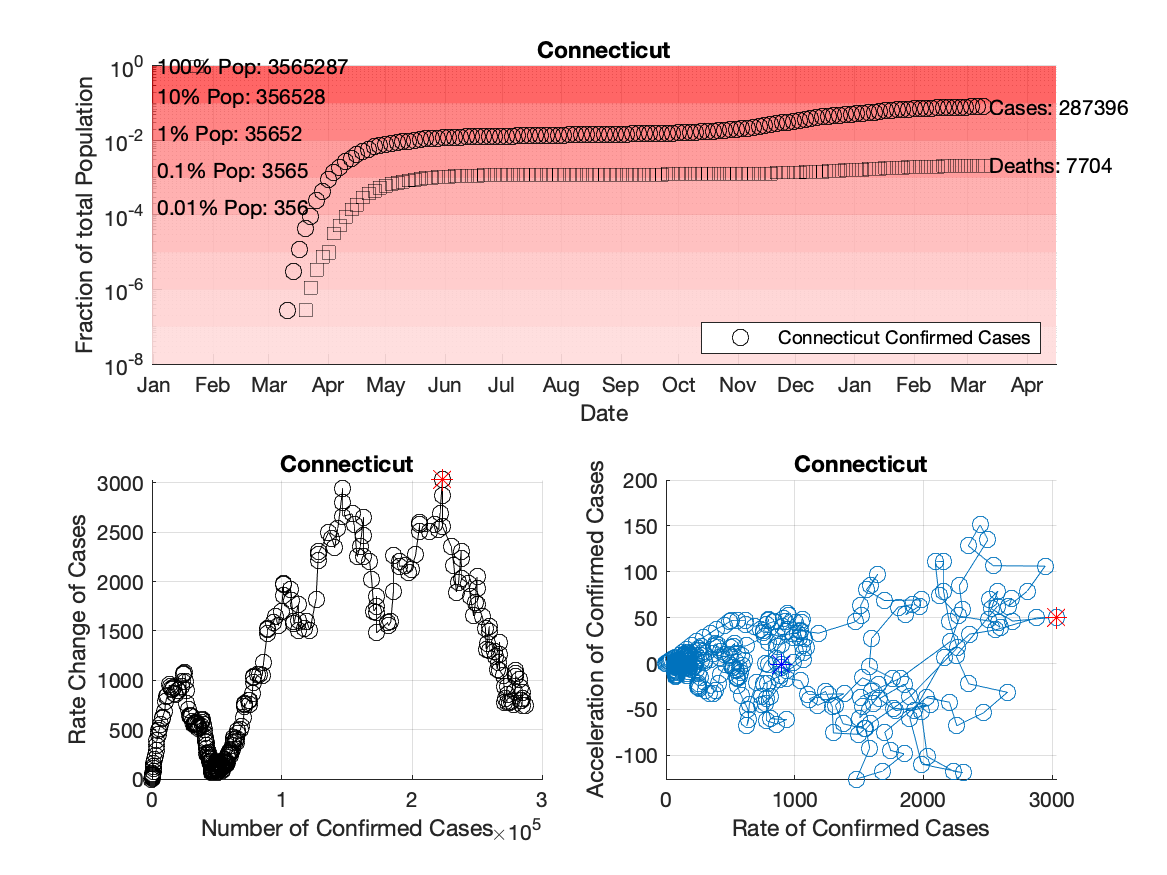 Connecticut
Fraction of total Population
10^0
10^-2
10^-4
10^-6
10^-8
100% Pop: 3565287
10% Pop: 356528
1% Pop: 35652
0.1% Pop: 3565
0.01% Pop: 356
Cases: 287396
Deaths: 7704
Connecticut Confirmed Cases
Jan Feb Mar Apr May Jun Jul Aug Sep Oct Nov Dec Jan Feb Mar Apr
Date
Connecticut
Rate Change of Cases
3000
2500
2000
1500
1000
500
0
0 1 2 3
Number of Confirmed Cases ×10^5
Connecticut
Acceleration of Confirmed Cases
200
150
100
50
0
-50
-100
0 1000 2000 3000
Rate of Confirmed Cases